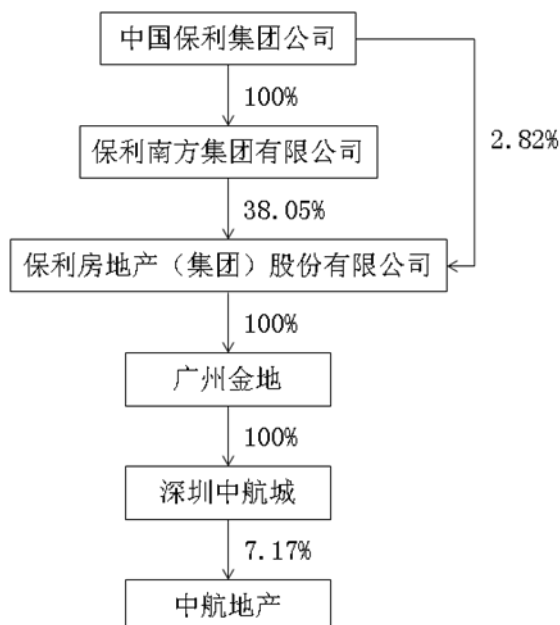 中国保利集团公司
100%
2.82%
保利南方集团有限公司
38.05%
保利房地产（集团）股份有限公司
100%
广州金地
100%
深圳中航城
7.17%
中航地产